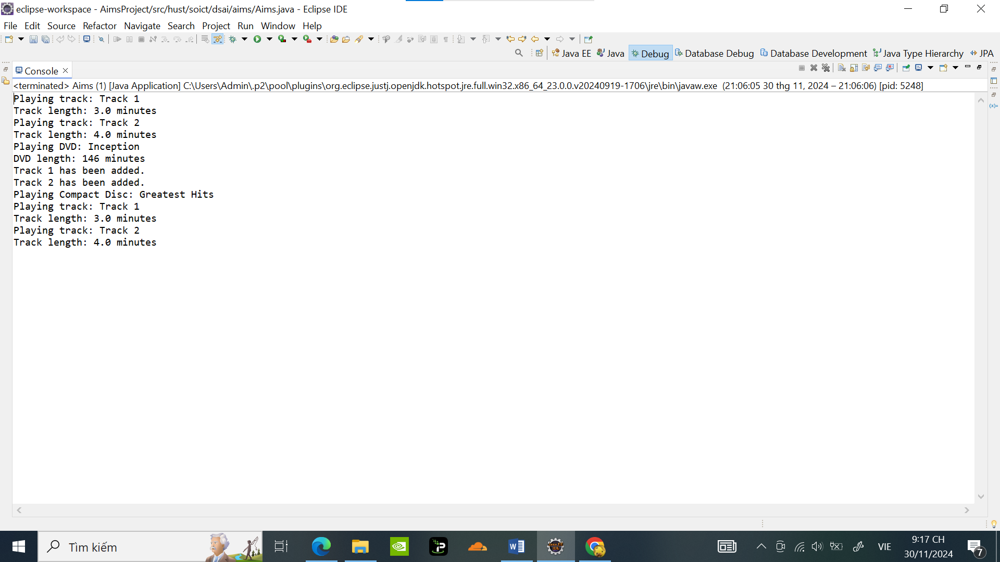 eclipse-workspace - AimsProject/src/hust/soict/dsai/aims/Aims.java - Eclipse IDE
File Edit Source Refactor Navigate Search Project Run Window Help
Java EE Java Debug Database Debug Database Development Java Type Hierarchy JPA
Console
<terminated> Aims (1) [Java Application] C:\Users\Admin\.p2\pool\plugins\org.eclipse.justj.openjdk.hotspot.jre.full.win32.x86_64_23.0.0.v20240919-1706\jre\bin\javaw.exe (21:06:05 30 thg 11, 2024 – 21:06:06) [pid: 5248]
Playing track: Track 1
Track length: 3.0 minutes
Playing track: Track 2
Track length: 4.0 minutes
Playing DVD: Inception
DVD length: 146 minutes
Track 1 has been added.
Track 2 has been added.
Playing Compact Disc: Greatest Hits
Playing track: Track 1
Track length: 3.0 minutes
Playing track: Track 2
Track length: 4.0 minutes
Tìm kiếm
VIE
9:17 CH
30/11/2024
7